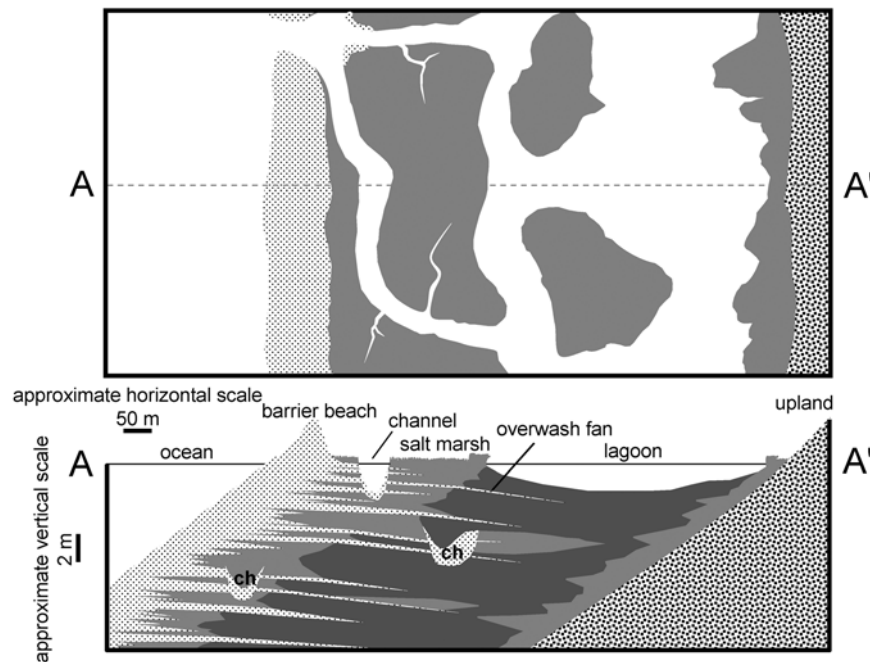 A
A'
approximate horizontal scale
50 m
barrier beach
channel
salt marsh
overwash fan
upland
A
ocean
lagoon
A'
approximate vertical scale
2 m
ch
ch